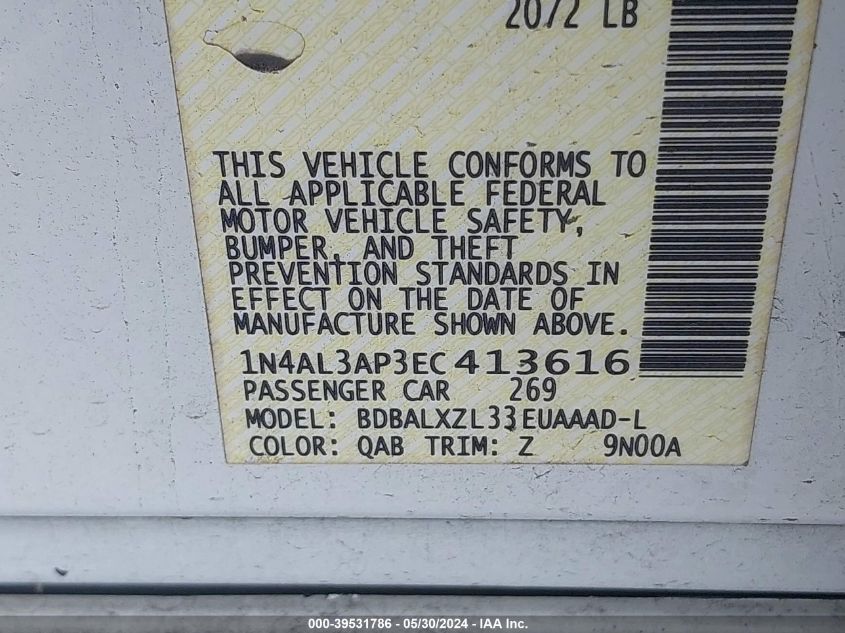 2072 LB
THIS VEHICLE CONFORMS TO
ALL APPLICABLE FEDERAL
MOTOR VEHICLE SAFETY,
BUMPER, AND THEFT
PREVENTION STANDARDS IN
EFFECT ON THE DATE OF
MANUFACTURE SHOWN ABOVE.
1N4AL3AP3EC413616
PASSENGER CAR 269
MODEL: BDBALXZL33EUAAAD-L
COLOR: QAB TRIM: Z 9N00A
000-39531786 - 05/30/2024 - IAA Inc.